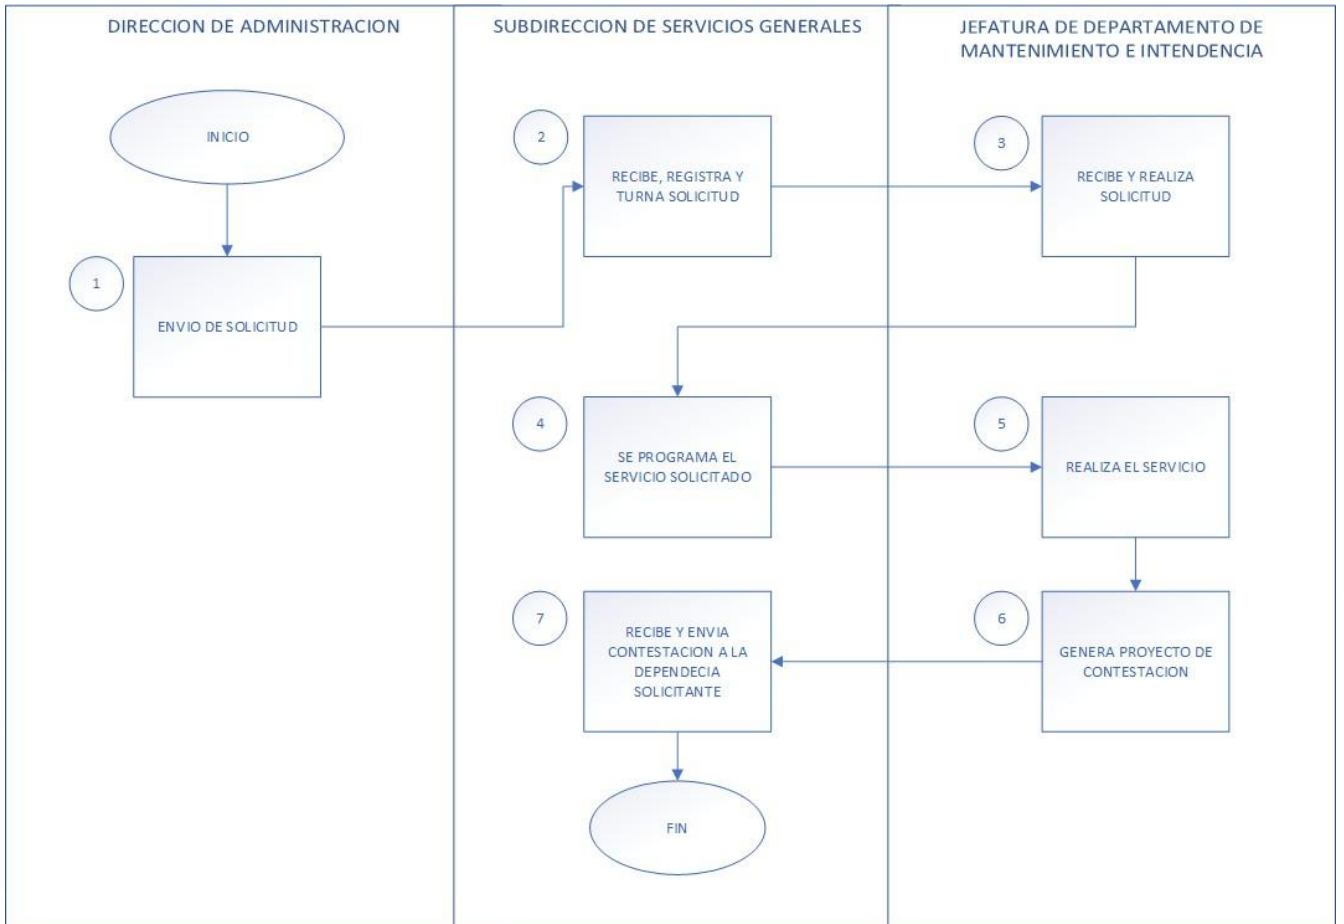 DIRECCION DE ADMINISTRACION
SUBDIRECCION DE SERVICIOS GENERALES
JEFATURA DE DEPARTAMENTO DE
MANTENIMIENTO E INTENDENCIA
INICIO
1
ENVIO DE SOLICITUD
2
RECIBE, REGISTRA Y
TURNA SOLICITUD
3
RECIBE Y REALIZA
SOLICITUD
4
SE PROGRAMA EL
SERVICIO SOLICITADO
5
REALIZA EL SERVICIO
6
GENERA PROYECTO DE
CONTESTACION
7
RECIBE Y ENVIA
CONTESTACION A LA
DEPENDECIA
SOLICITANTE
FIN